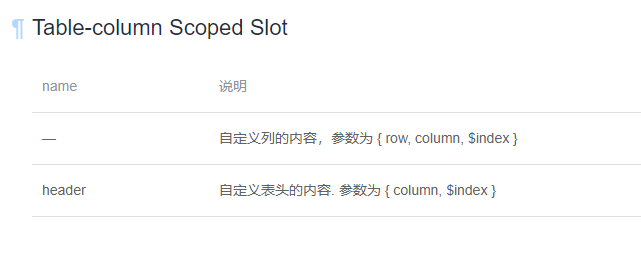 ¶ Table-column Scoped Slot
name 说明
— 自定义列的内容，参数为 { row, column, $index }
header 自定义表头的内容. 参数为 { column, $index }